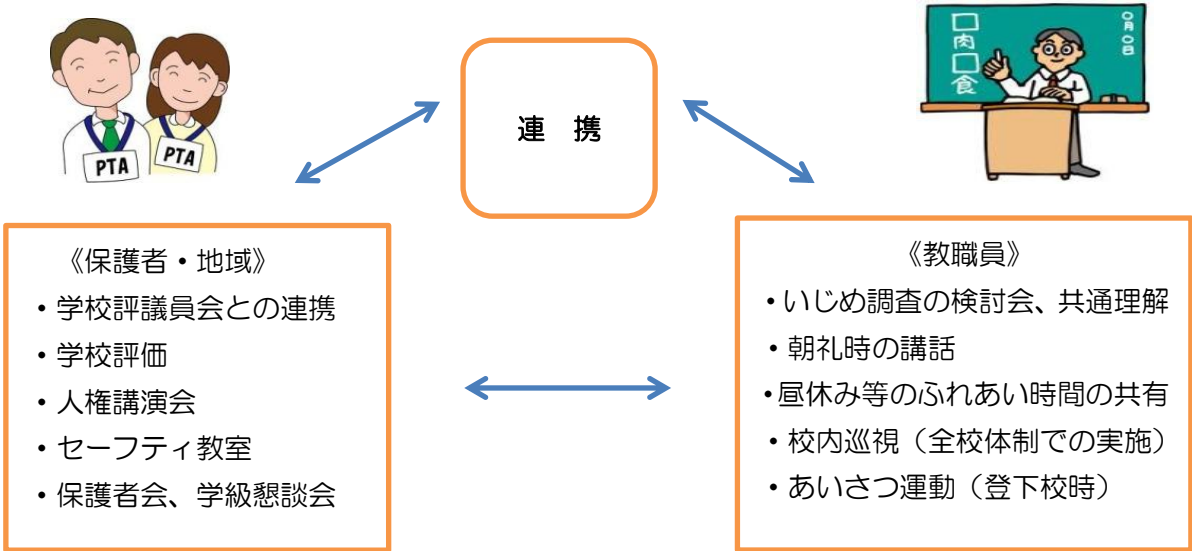 PTA
PTA
□肉□食
○月○日
連 携
《保護者・地域》
・学校評議員会との連携
・学校評価
・人権講演会
・セーフティ教室
・保護者会、学級懇談会
《教職員》
・いじめ調査の検討会、共通理解
・朝礼時の講話
・昼休み等のふれあい時間の共有
・校内巡視(全校体制での実施)
・あいさつ運動(登下校時)